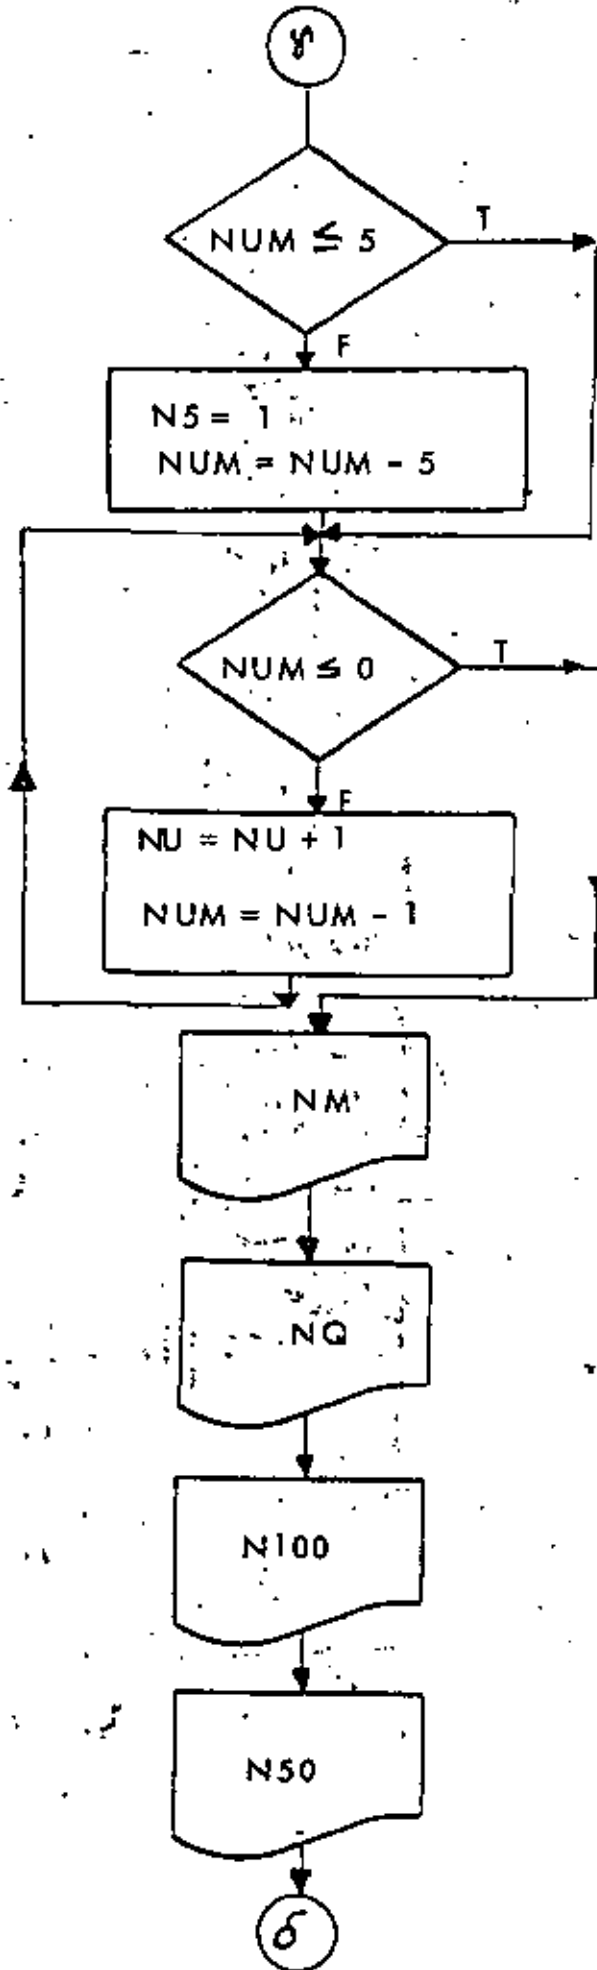 γ
NUM ≤ 5
T
F
N5 = 1
NUM = NUM - 5
NUM ≤ 0
T
F
NU = NU + 1
NUM = NUM - 1
NM
NQ
N100
N50
δ